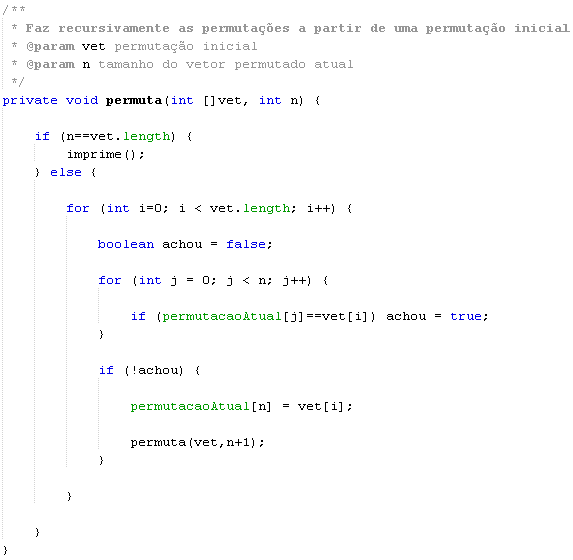 /**
 * Faz recursivamente as permutações a partir de uma permutação inicial
 * @param vet permutação inicial
 * @param n tamanho do vetor permutado atual
 */
private void permuta(int []vet, int n) {
    if (n==vet.length) {
        imprime();
    } else {
        for (int i=0; i < vet.length; i++) {
            boolean achou = false;
            for (int j = 0; j < n; j++) {
                if (permutacaoAtual[j]==vet[i]) achou = true;
            }
            if (!achou) {
                permutacaoAtual[n] = vet[i];
                permuta(vet,n+1);
            }
        }
    }
}